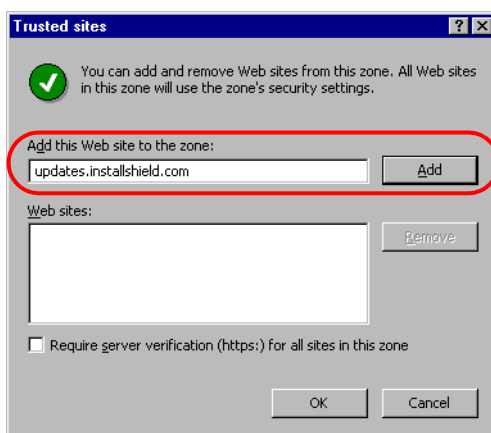 Trusted sites
You can add and remove Web sites from this zone. All Web sites
in this zone will use the zone's security settings.
Add this Web site to the zone:
updates.installshield.com
Add
Web sites:
Remove
Require server verification (https:) for all sites in this zone
OK
Cancel